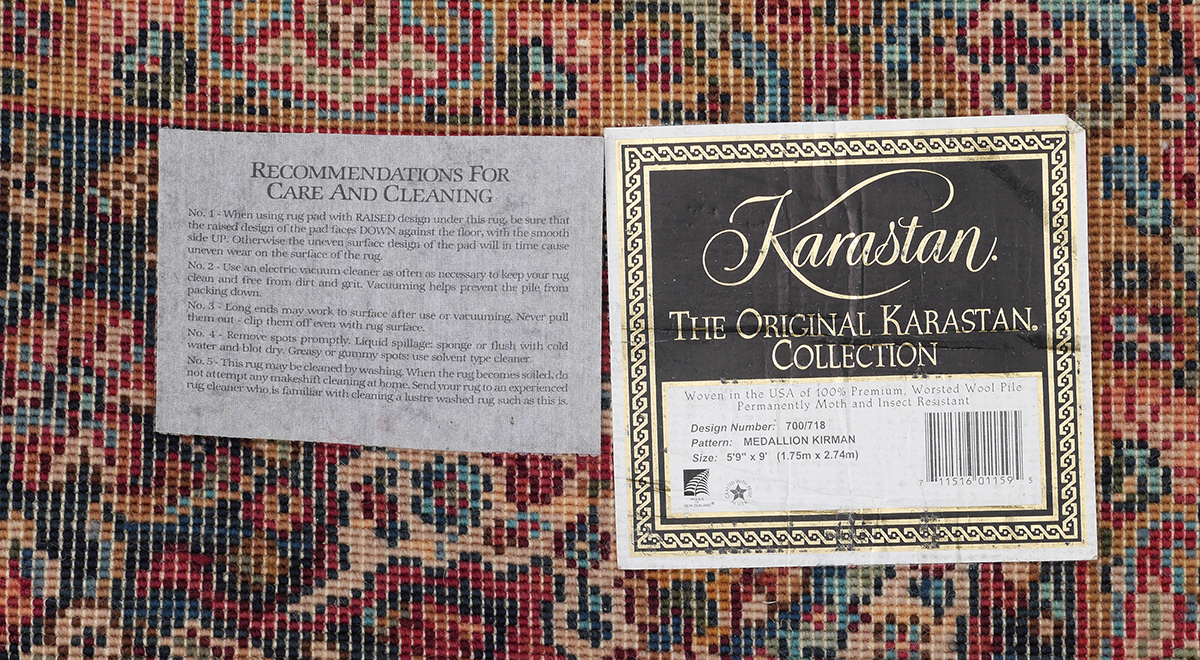 RECOMMENDATIONS FOR
CARE AND CLEANING
No. 1 - When using rug pad with RAISED design under this rug, be sure that
the raised design of the pad faces DOWN against the floor, with the smooth
side UP. Otherwise the uneven surface design of the pad will in time cause
uneven wear on the surface of the rug.
No. 2 - Use an electric vacuum cleaner as often as necessary to keep your rug
clean and free from dirt and grit. Vacuuming helps prevent the pile from
packing down.
No. 3 - Long ends may work to surface after use or vacuuming. Never pull
them out - clip them off even with rug surface.
No. 4 - Remove spots promptly. Liquid spillage: sponge or flush with cold
water and blot dry. Greasy or gummy spots: use solvent type cleaner.
No. 5 - This rug may be cleaned by washing. When the rug becomes soiled, do
not attempt any makeshift cleaning at home. Send your rug to an experienced
rug cleaner who is familiar with cleaning a lustre washed rug such as this.
Karastan®
THE ORIGINAL KARASTAN®
COLLECTION
Woven in the USA of 100% Premium, Worsted Wool Pile
Permanently Moth and Insect Resistant
Design Number: 700/718
Pattern: MEDALLION KIRMAN
Size: 5'9" x 9' (1.75m x 2.74m)
7 11516 01159 5
NEW ZEALAND